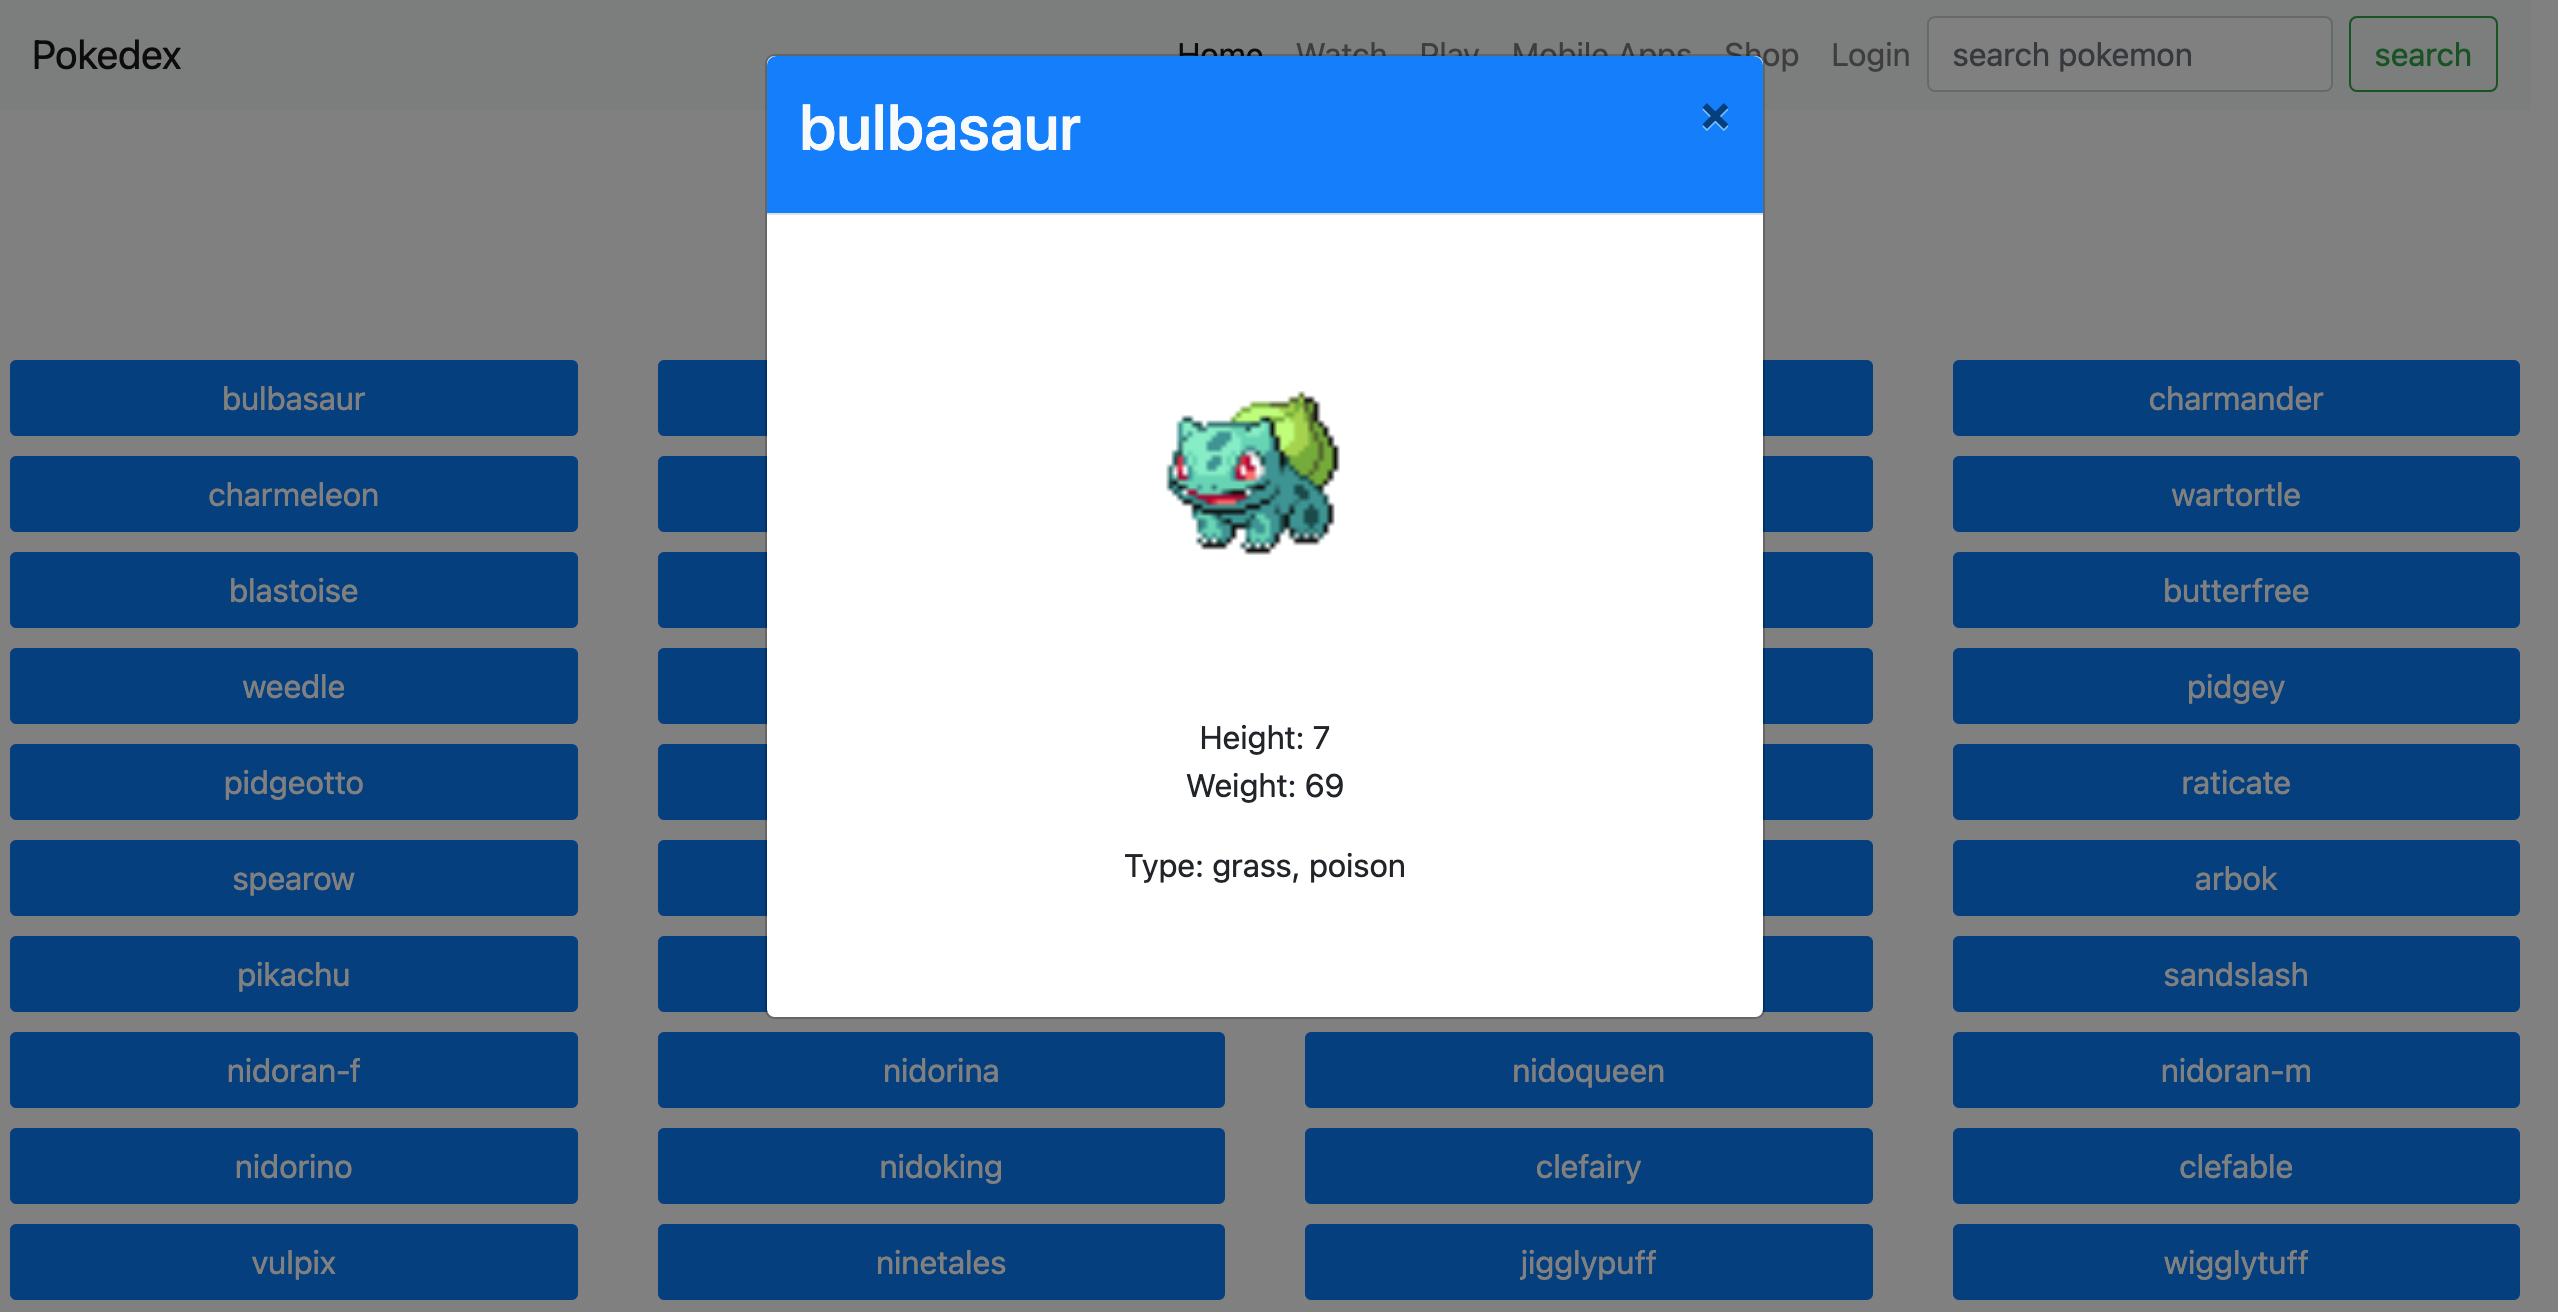 Pokedex Home Watch Play Mobile Apps Shop Login search pokemon search
bulbasaur ×
Height: 7
Weight: 69
Type: grass, poison
bulbasaur charmander
charmeleon wartortle
blastoise butterfree
weedle pidgey
pidgeotto raticate
spearow arbok
pikachu sandslash
nidoran-f nidorina nidoqueen nidoran-m
nidorino nidoking clefairy clefable
vulpix ninetales jigglypuff wigglytuff